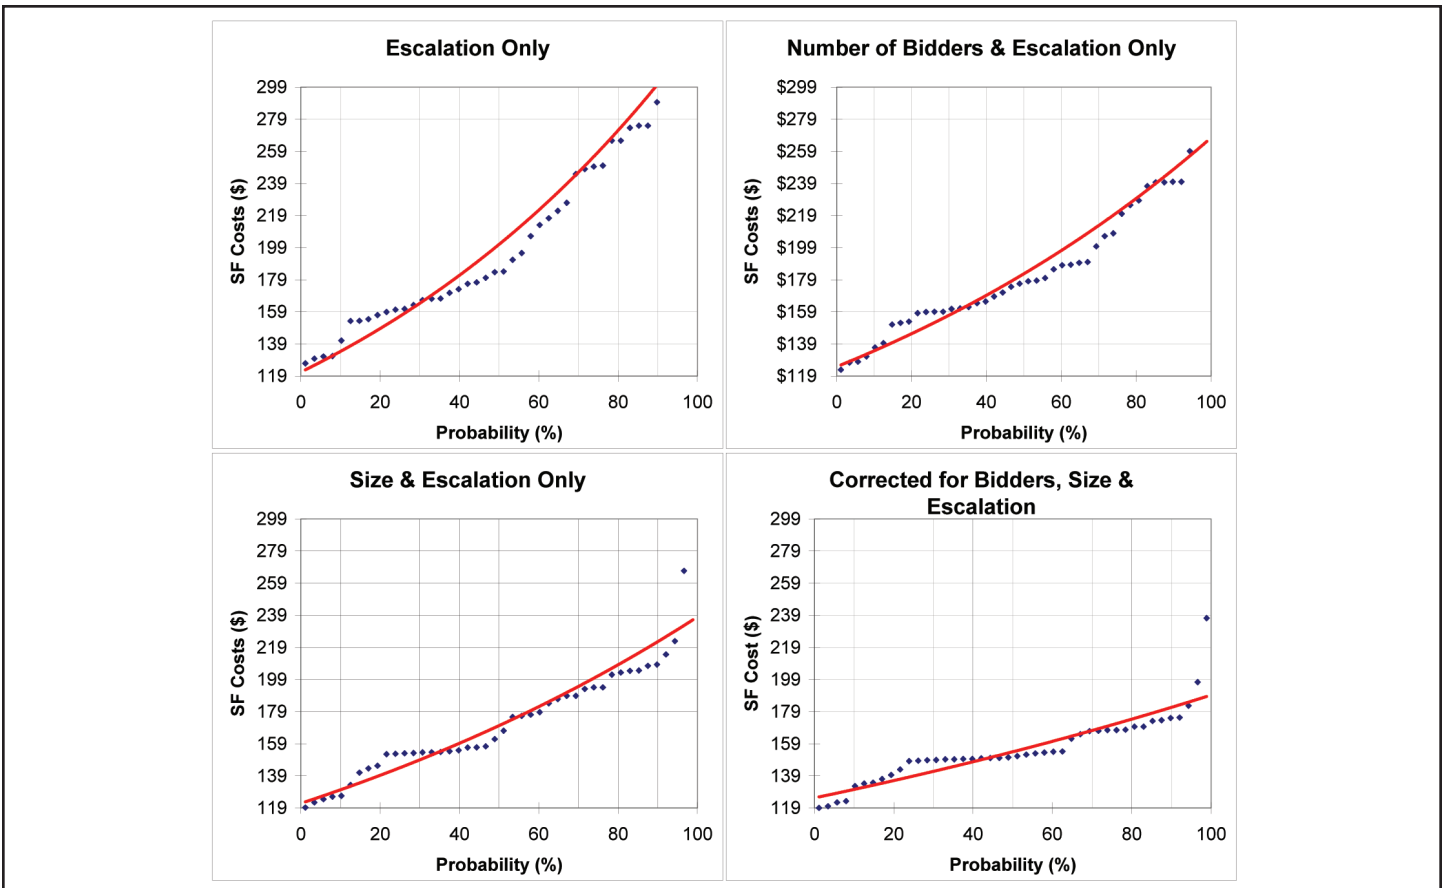 Escalation Only
299
279
259
239
219
199
179
159
139
119
SF Costs ($)
0 20 40 60 80 100
Probability (%)
Number of Bidders & Escalation Only
$299
$279
$259
$239
$219
$199
$179
$159
$139
$119
SF Costs ($)
0 20 40 60 80 100
Probability (%)
Size & Escalation Only
299
279
259
239
219
199
179
159
139
119
SF Costs ($)
0 20 40 60 80 100
Probability (%)
Corrected for Bidders, Size &
Escalation
299
279
259
239
219
199
179
159
139
119
SF Cost ($)
0 20 40 60 80 100
Probability (%)